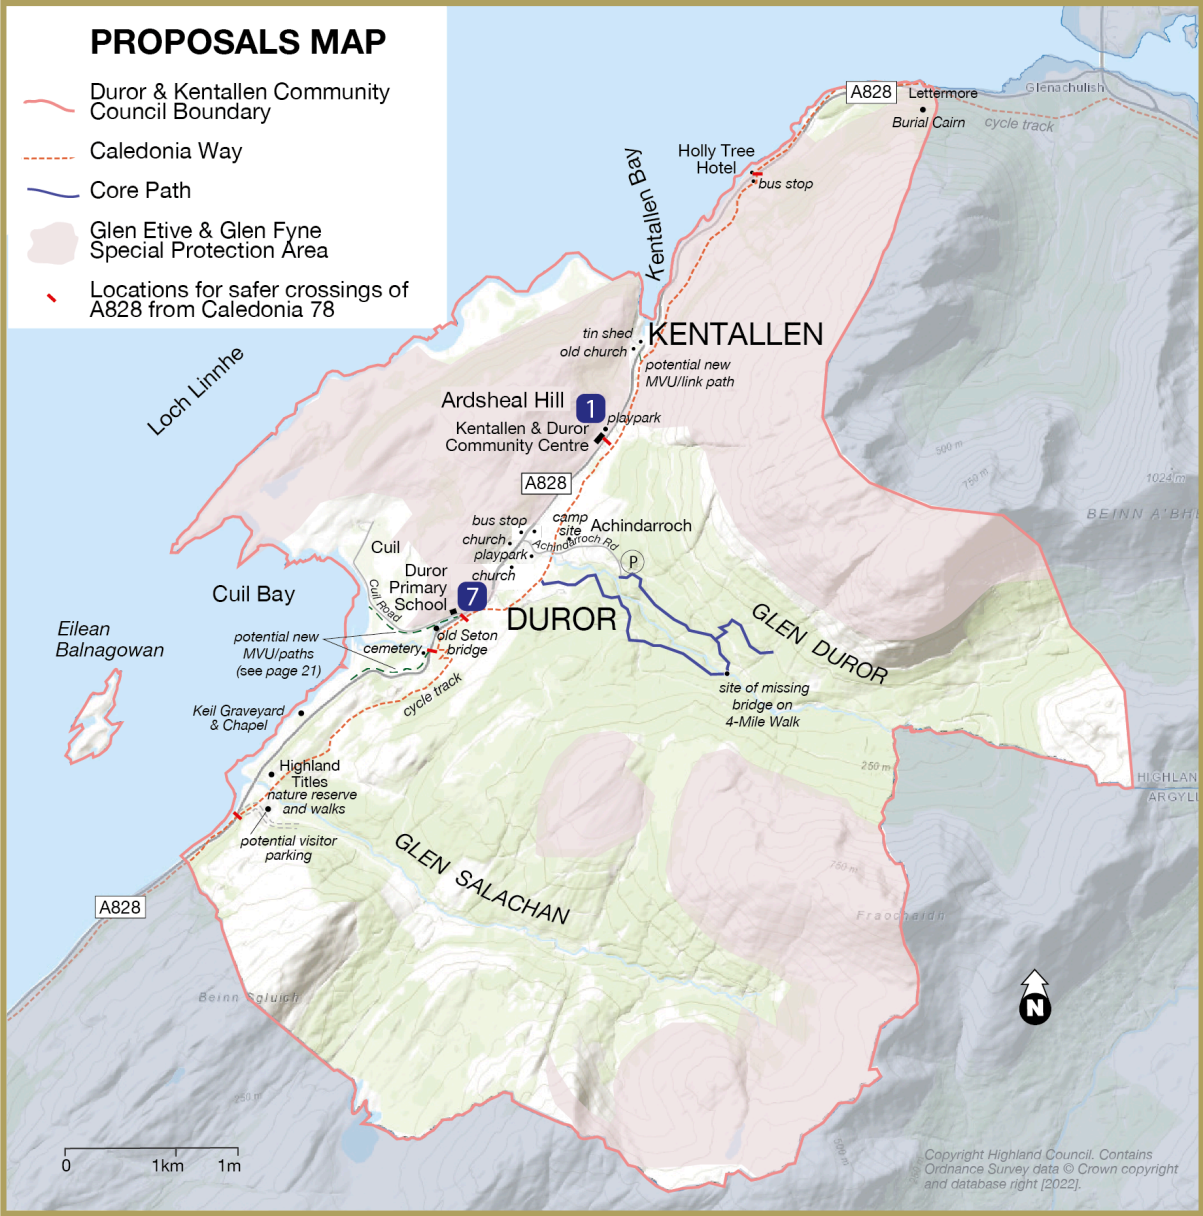 PROPOSALS MAP
Duror & Kentallen Community
Council Boundary
Caledonia Way
Core Path
Glen Etive & Glen Fyne
Special Protection Area
Locations for safer crossings of
A828 from Caledonia 78
A828
Lettermore
Burial Cairn
Glenachulish
cycle track
Holly Tree
Hotel
bus stop
Kentallen Bay
tin shed
old church
KENTALLEN
potential new
MVU/link path
Loch Linnhe
Ardsheal Hill
1
playpark
Kentallen & Duror
Community Centre
500 m
750 m
1024 m
A828
BEINN A'BHE
bus stop
camp
site
Achindarroch
church
Achindarroch Rd
playpark
P
church
Cuil
Duror
Primary
School
7
Cuil Road
Cuil Bay
DUROR
GLEN DUROR
Eilean
Balnagowan
potential new
MVU/paths
(see page 21)
old Seton
bridge
cemetery
cycle track
site of missing
bridge on
4-Mile Walk
Keil Graveyard
& Chapel
Highland
Titles
nature reserve
and walks
250 m
HIGHLAN
ARGYLL
potential visitor
parking
GLEN SALACHAN
750 m
Fraochaidh
A828
Beinn Sgluich
N
250 m
500 m
0
1km
1m
Copyright Highland Council. Contains
Ordnance Survey data © Crown copyright
and database right [2022].